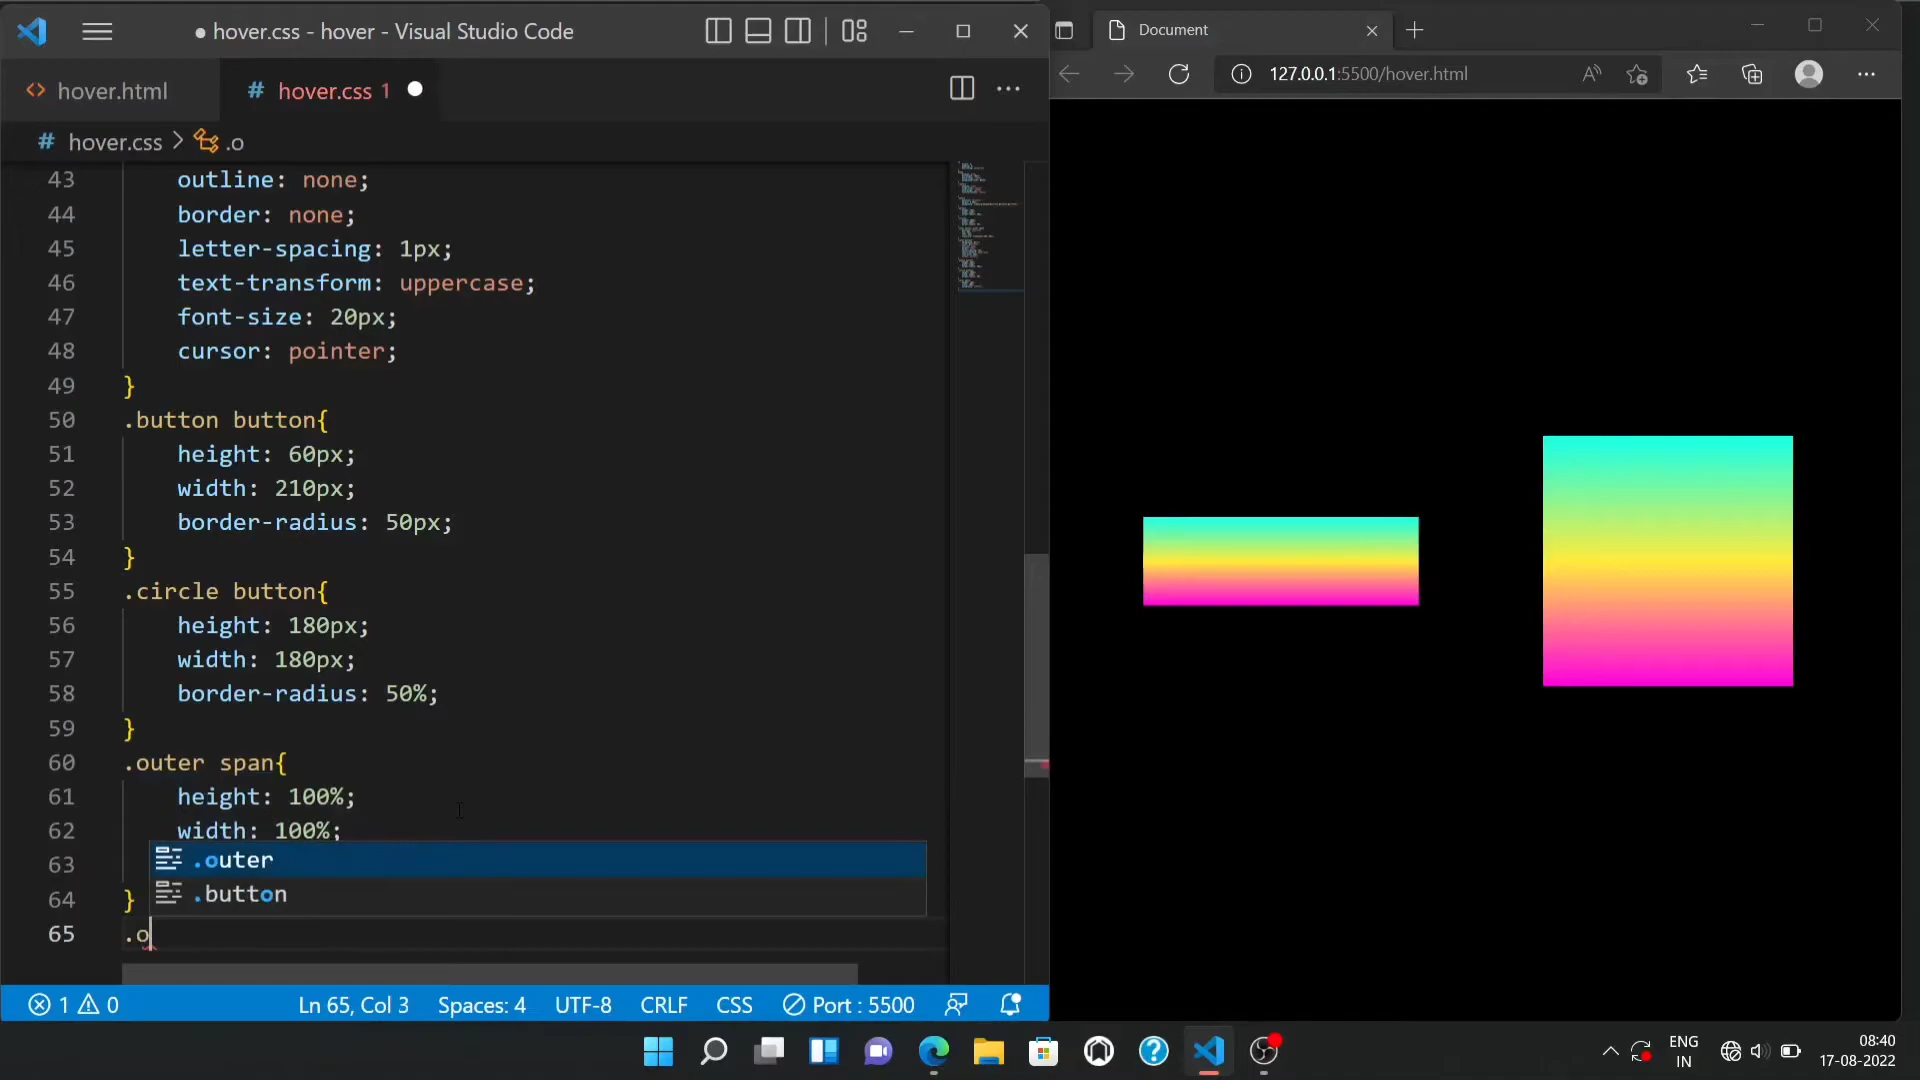 hover.css - hover - Visual Studio Code
hover.html
# hover.css 1
# hover.css > .o
43 outline: none;
44 border: none;
45 letter-spacing: 1px;
46 text-transform: uppercase;
47 font-size: 20px;
48 cursor: pointer;
49 }
50 .button button{
51 height: 60px;
52 width: 210px;
53 border-radius: 50px;
54 }
55 .circle button{
56 height: 180px;
57 width: 180px;
58 border-radius: 50%;
59 }
60 .outer span{
61 height: 100%;
62 width: 100%;
63
.outer
.button
64 }
65 .o
1 0
Ln 65, Col 3
Spaces: 4
UTF-8
CRLF
CSS
Port : 5500
Document
127.0.0.1:5500/hover.html
ENG
IN
08:40
17-08-2022